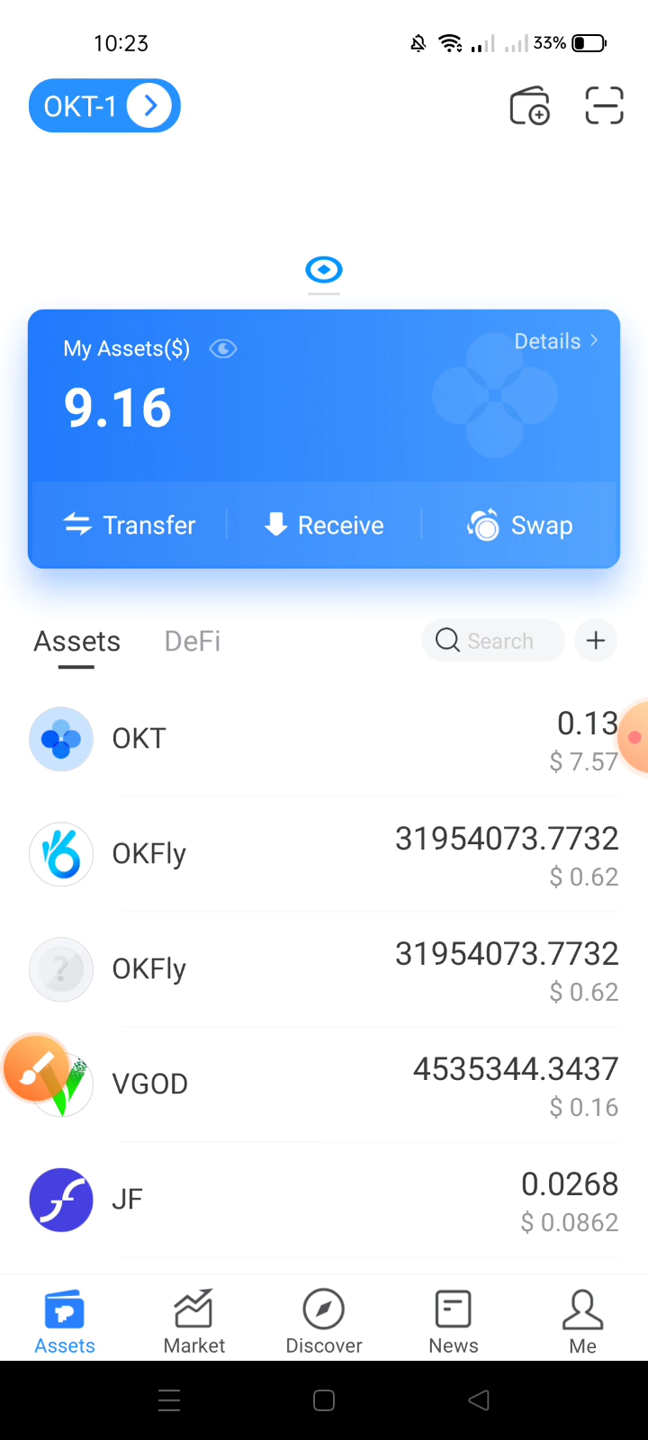 10:23
33%
OKT-1
My Assets($)
Details
9.16
Transfer
Receive
Swap
Assets
DeFi
Search
OKT
0.13
$ 7.57
OKFly
31954073.7732
$ 0.62
?
OKFly
31954073.7732
$ 0.62
VGOD
4535344.3437
$ 0.16
JF
0.0268
$ 0.0862
Assets
Market
Discover
News
Me